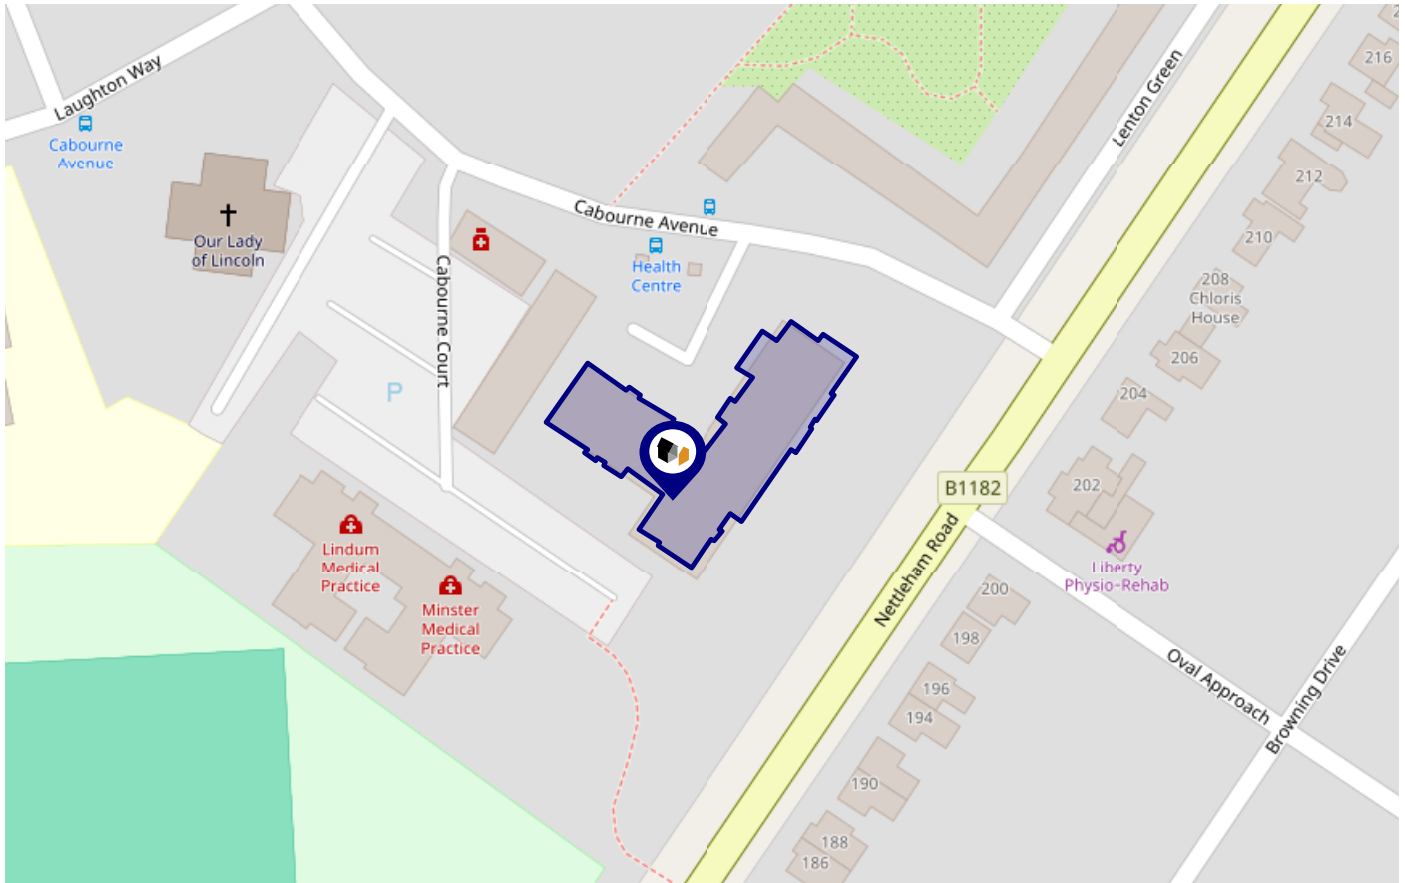 Laughton Way
Cabourne
Avenue
Our Lady
of Lincoln
Cabourne Court
P
Cabourne Avenue
Health
Centre
Lenton Green
216
214
212
210
208
Chloris
House
206
204
202
B1182
Nettleham Road
Liberty
Physio-Rehab
Lindum
Medical
Practice
Minster
Medical
Practice
200
198
196
194
190
188
186
Oval Approach
Browning Drive